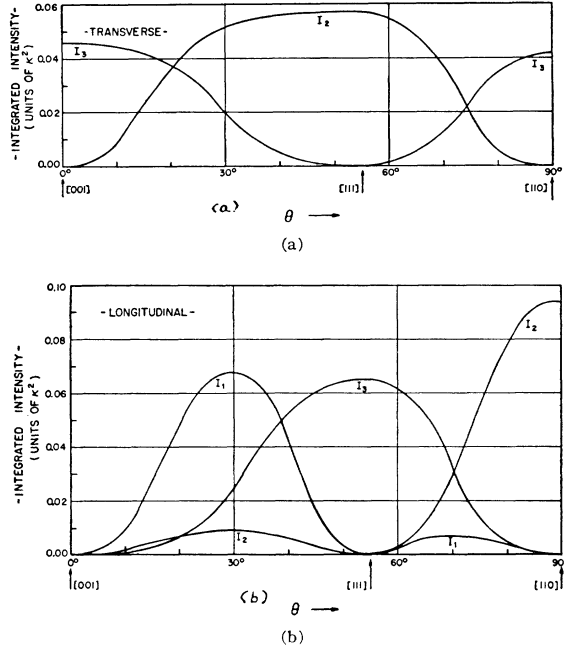 0.06
- TRANSVERSE -
I₂
I₃
0.04
I₃
-INTEGRATED INTENSITY-
(UNITS OF K²)
0.02
0.00
0° 30° 60° 90°
[001] [111] [110]
(a) θ →
(a)
0.10
- LONGITUDINAL -
I₂
0.08
I₁
I₃
0.06
-INTEGRATED INTENSITY-
(UNITS OF K²)
0.04
0.02
I₂
I₁
0.00
0° 30° 60° 90
[001] [111] [110]
(b) θ →
(b)